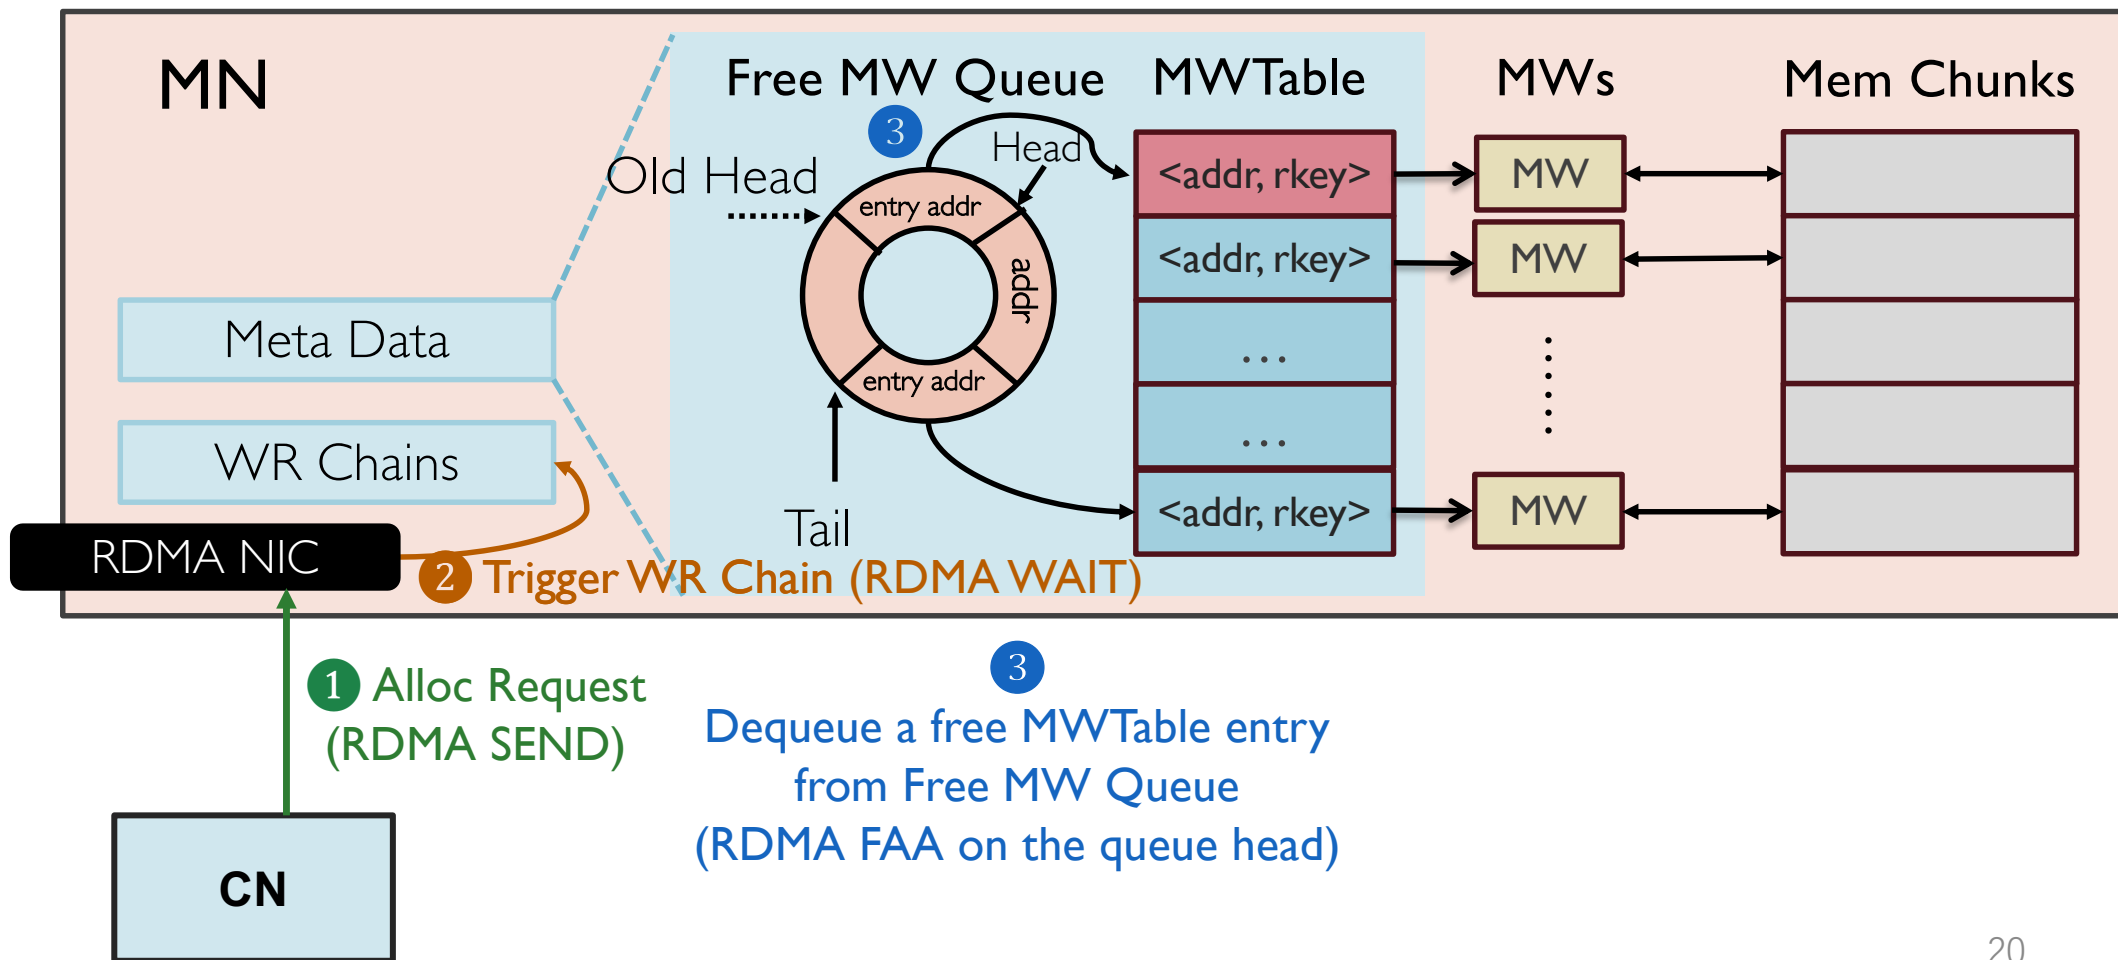 MN
Free MW Queue
MWTable
MWs
Mem Chunks
3
Head
Old Head
entry addr
addr
entry addr
Tail
<addr, rkey>
<addr, rkey>
...
...
<addr, rkey>
MW
MW
MW
Meta Data
WR Chains
RDMA NIC
2 Trigger WR Chain (RDMA WAIT)
1 Alloc Request
(RDMA SEND)
3
Dequeue a free MWTable entry
from Free MW Queue
(RDMA FAA on the queue head)
CN
20